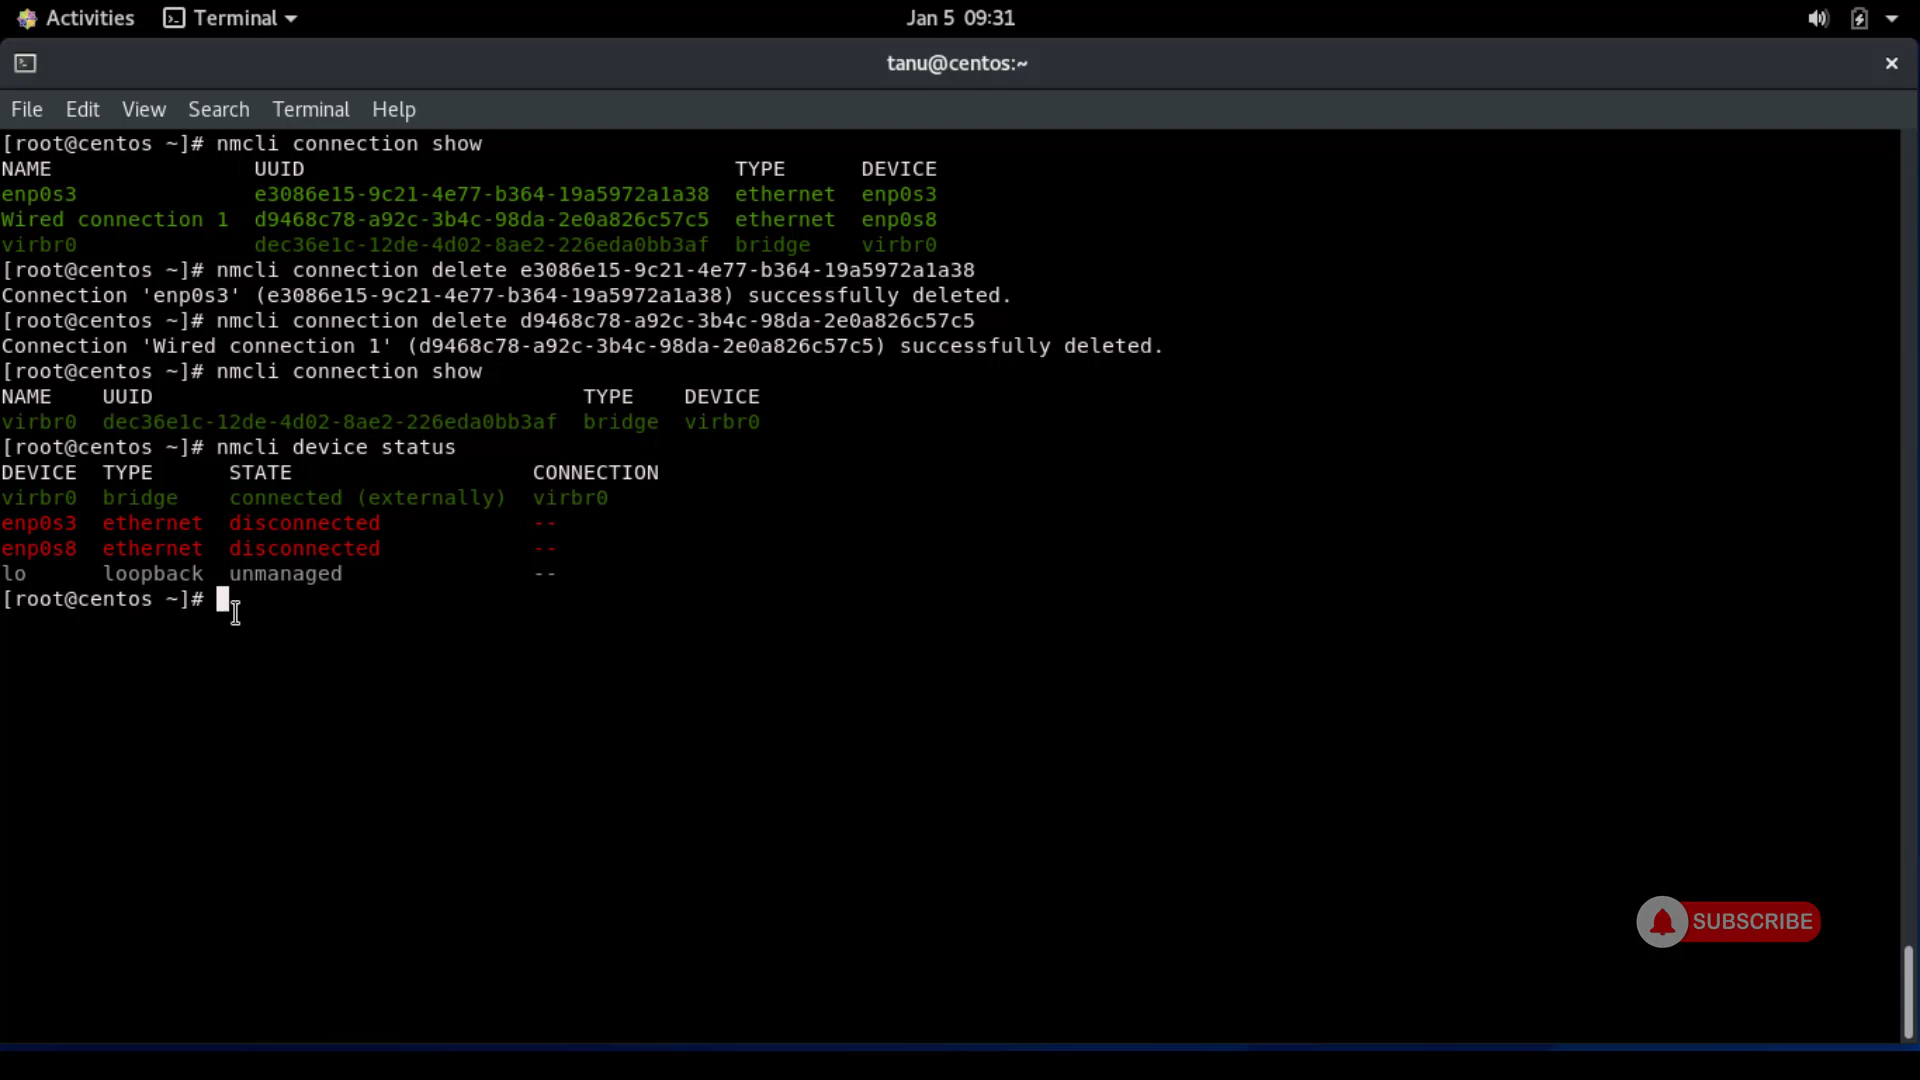 Activities Terminal Jan 5 09:31
tanu@centos:~
File Edit View Search Terminal Help
[root@centos ~]# nmcli connection show
NAME UUID TYPE DEVICE
enp0s3 e3086e15-9c21-4e77-b364-19a5972a1a38 ethernet enp0s3
Wired connection 1 d9468c78-a92c-3b4c-98da-2e0a826c57c5 ethernet enp0s8
virbr0 dec36e1c-12de-4d02-8ae2-226eda0bb3af bridge virbr0
[root@centos ~]# nmcli connection delete e3086e15-9c21-4e77-b364-19a5972a1a38
Connection 'enp0s3' (e3086e15-9c21-4e77-b364-19a5972a1a38) successfully deleted.
[root@centos ~]# nmcli connection delete d9468c78-a92c-3b4c-98da-2e0a826c57c5
Connection 'Wired connection 1' (d9468c78-a92c-3b4c-98da-2e0a826c57c5) successfully deleted.
[root@centos ~]# nmcli connection show
NAME UUID TYPE DEVICE
virbr0 dec36e1c-12de-4d02-8ae2-226eda0bb3af bridge virbr0
[root@centos ~]# nmcli device status
DEVICE TYPE STATE CONNECTION
virbr0 bridge connected (externally) virbr0
enp0s3 ethernet disconnected --
enp0s8 ethernet disconnected --
lo loopback unmanaged --
[root@centos ~]#
SUBSCRIBE